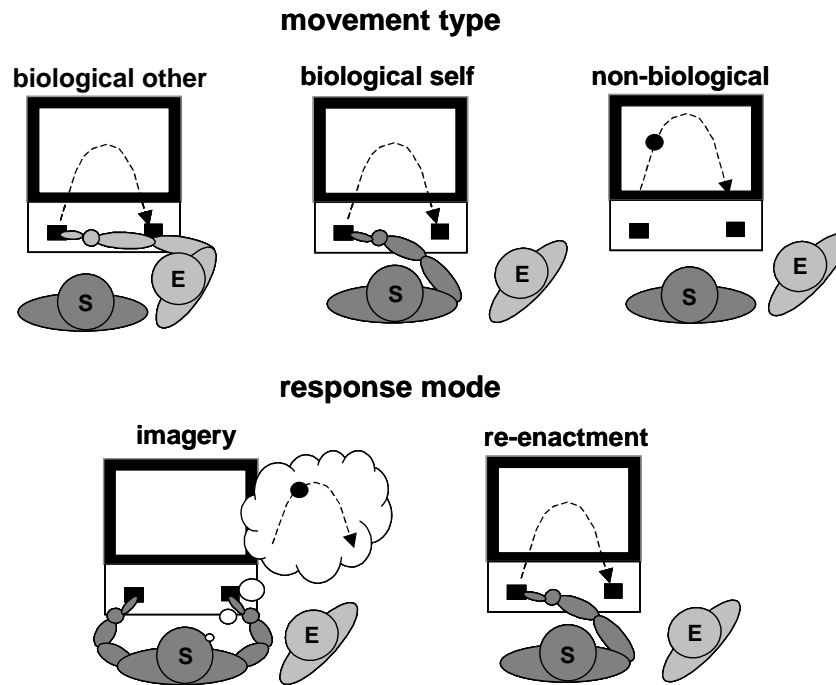 movement type
biological other
biological self
non-biological
E
S
E
S
E
S
response mode
imagery
re-enactment
S
E
S
E